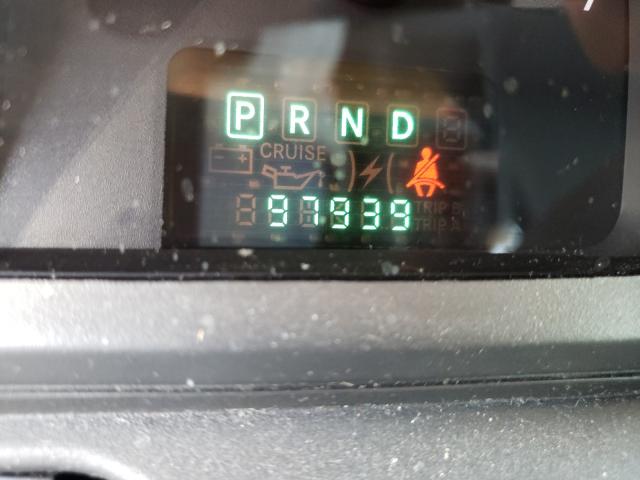 P R N D
CRUISE
97939 TRIP B
TRIP A